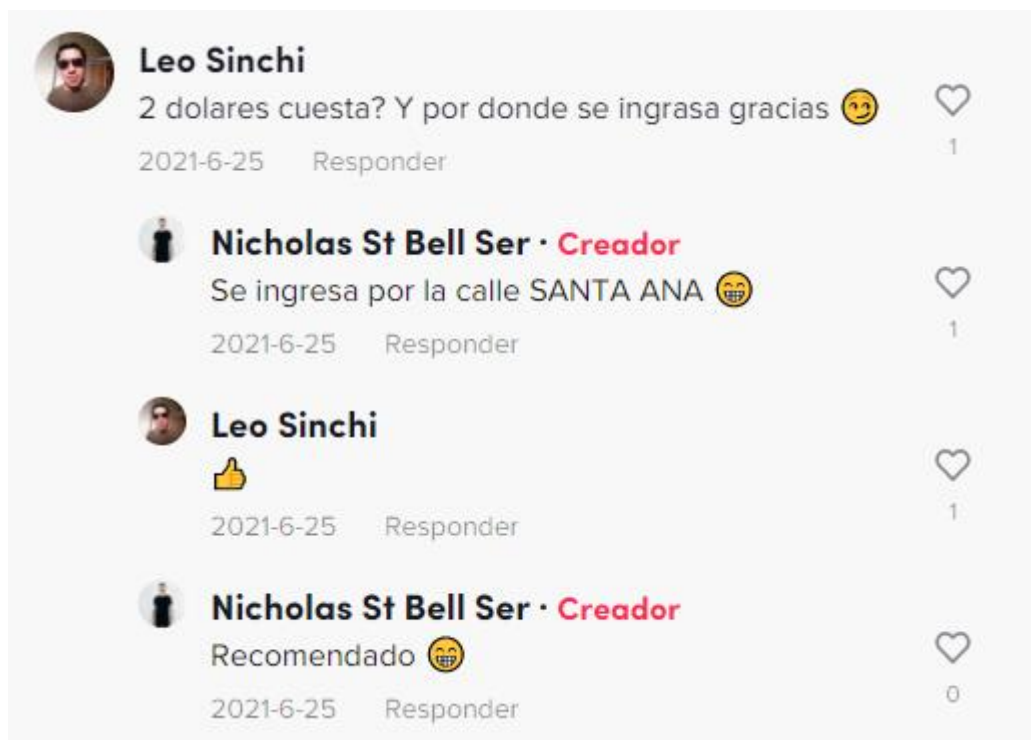 Leo Sinchi
2 dolares cuesta? Y por donde se ingrasa gracias 😏
1
2021-6-25 Responder
Nicholas St Bell Ser · Creador
Se ingresa por la calle SANTA ANA 😁
1
2021-6-25 Responder
Leo Sinchi
👍
1
2021-6-25 Responder
Nicholas St Bell Ser · Creador
Recomendado 😁
0
2021-6-25 Responder